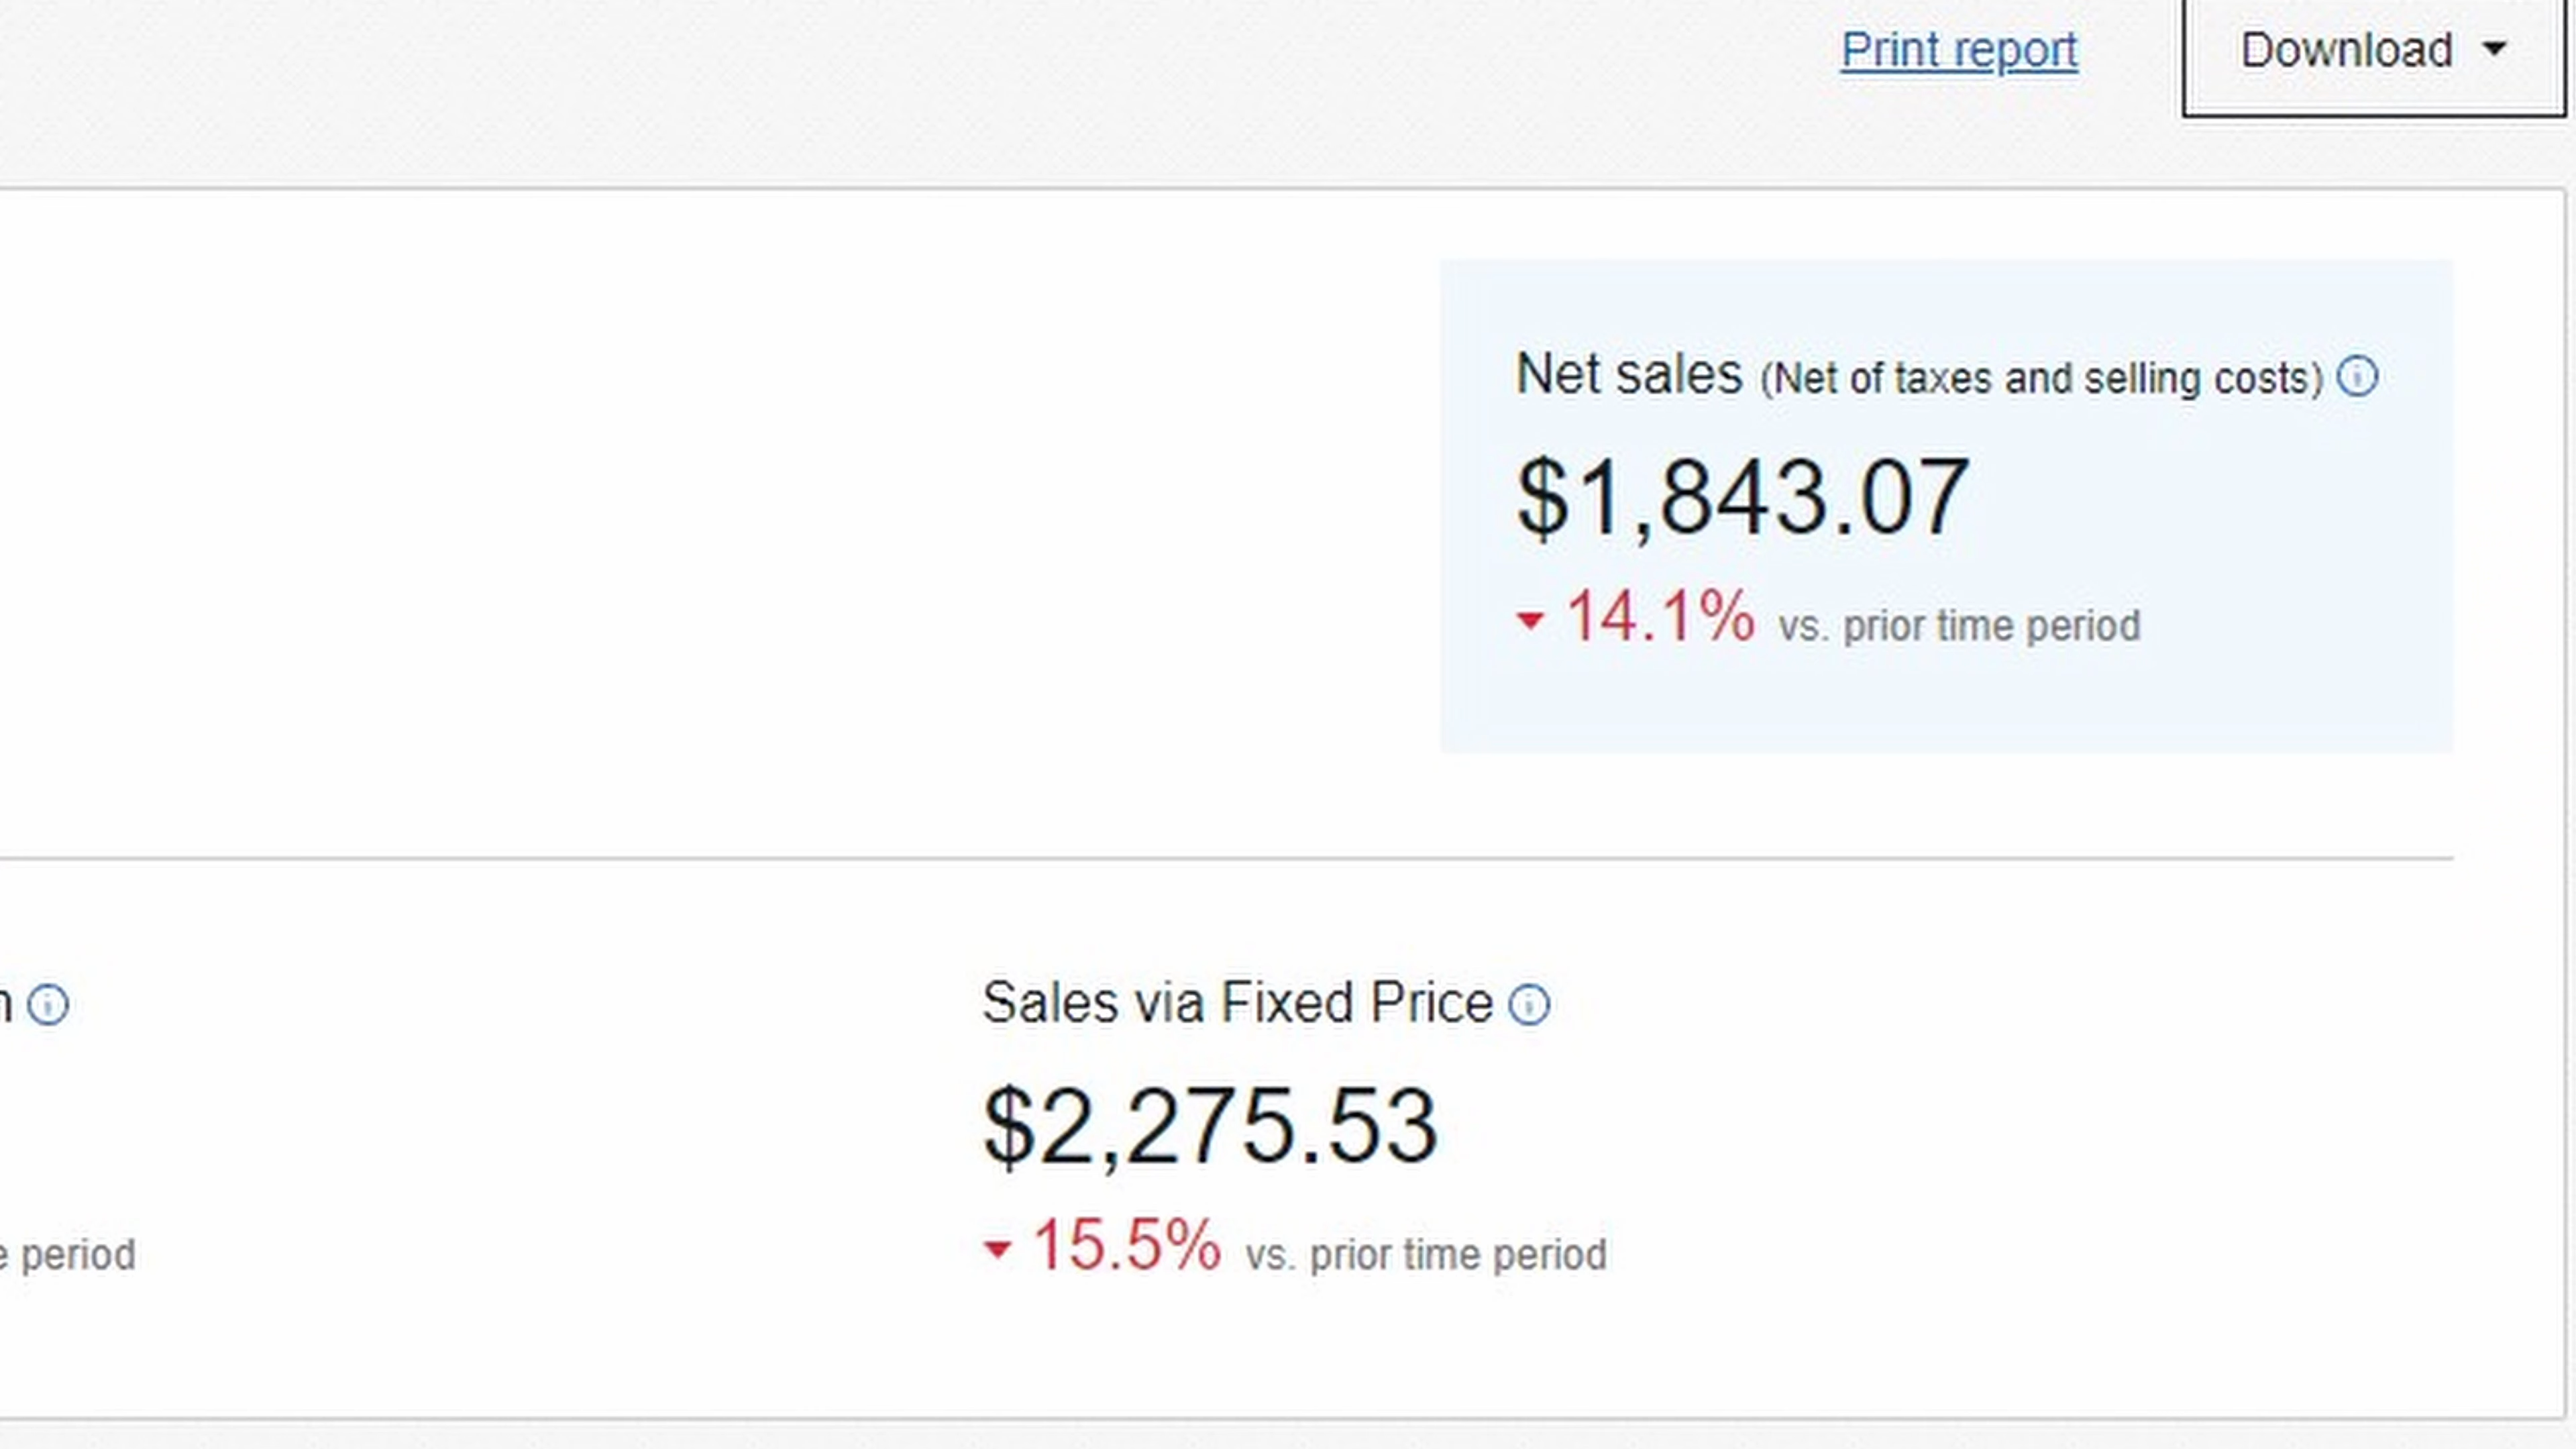 Print report
Download
Net sales (Net of taxes and selling costs)
$1,843.07
14.1% vs. prior time period
Sales via Fixed Price
$2,275.53
period
15.5% vs. prior time period